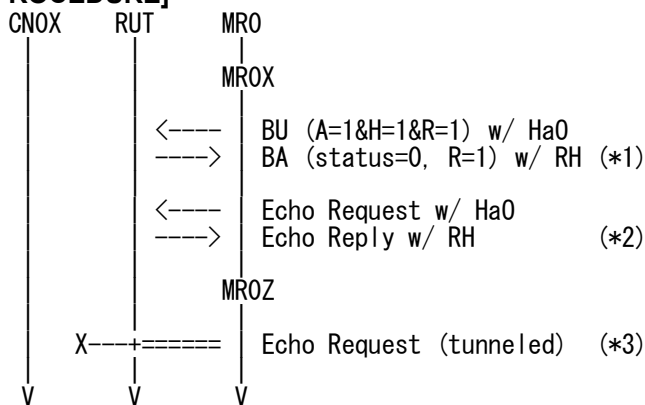 ROCEDURE]
CNOX RUT MRO
MROX
<---- BU (A=1&H=1&R=1) w/ HaO
----> BA (status=0, R=1) w/ RH (*1)
<---- Echo Request w/ HaO
----> Echo Reply w/ RH (*2)
MROZ
X---+====== Echo Request (tunneled) (*3)
V V V